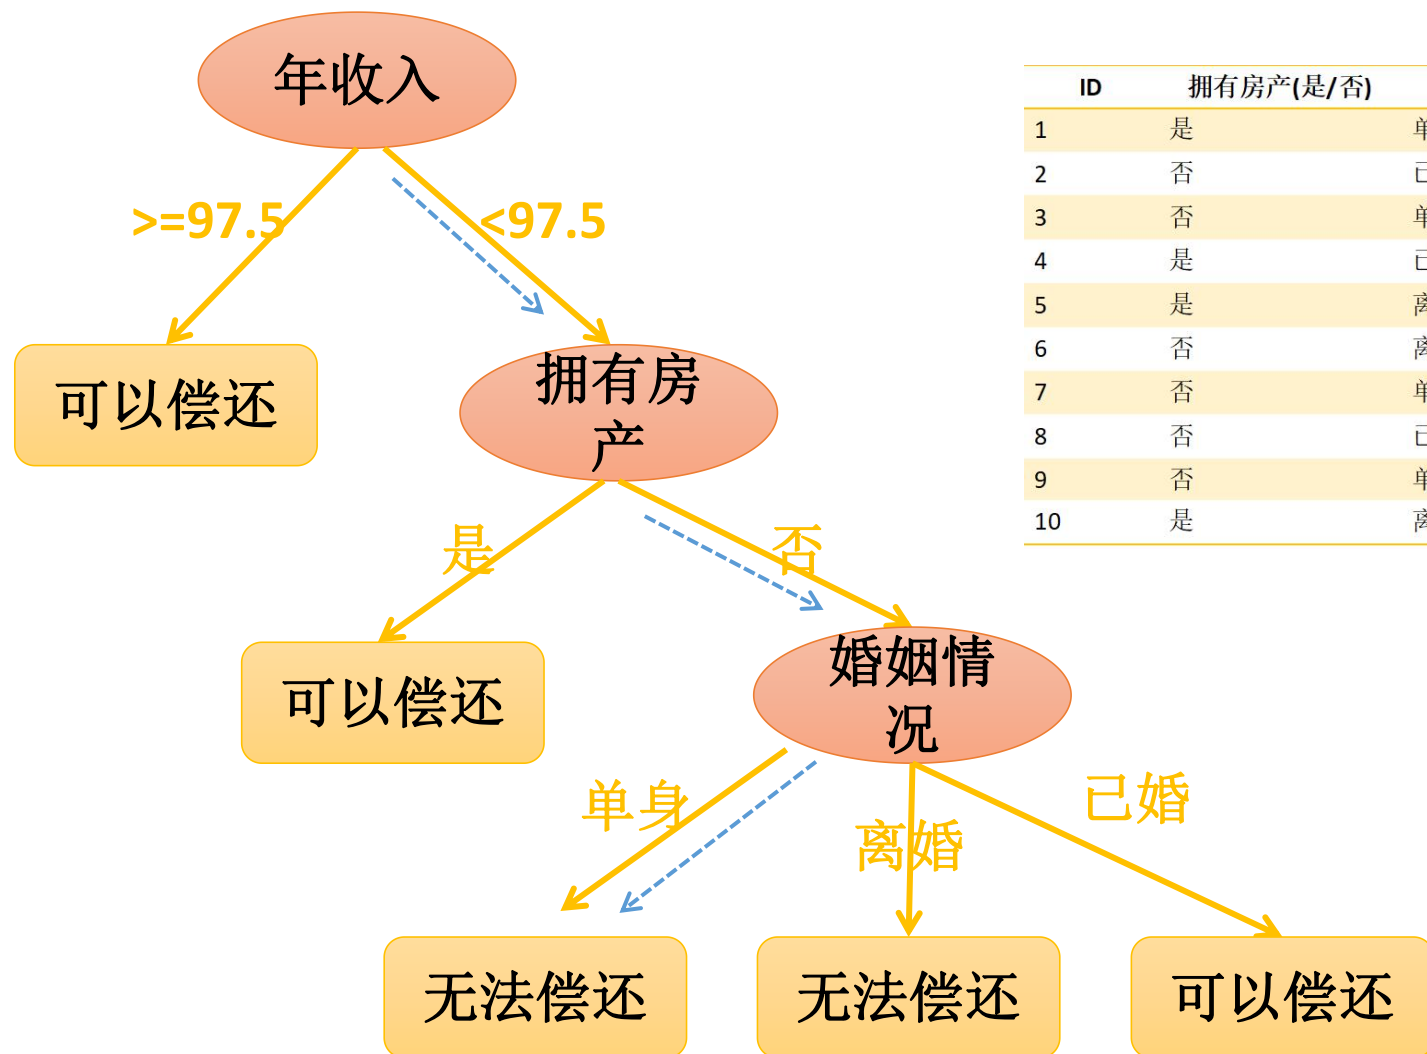 年收入
>=97.5
<97.5
可以偿还
拥有房
产
是
否
可以偿还
婚姻情
况
单身
离婚
已婚
无法偿还
无法偿还
可以偿还
ID 拥有房产(是/否)
1 是
2 否
3 否
4 是
5 是
6 否
7 否
8 否
9 否
10 是